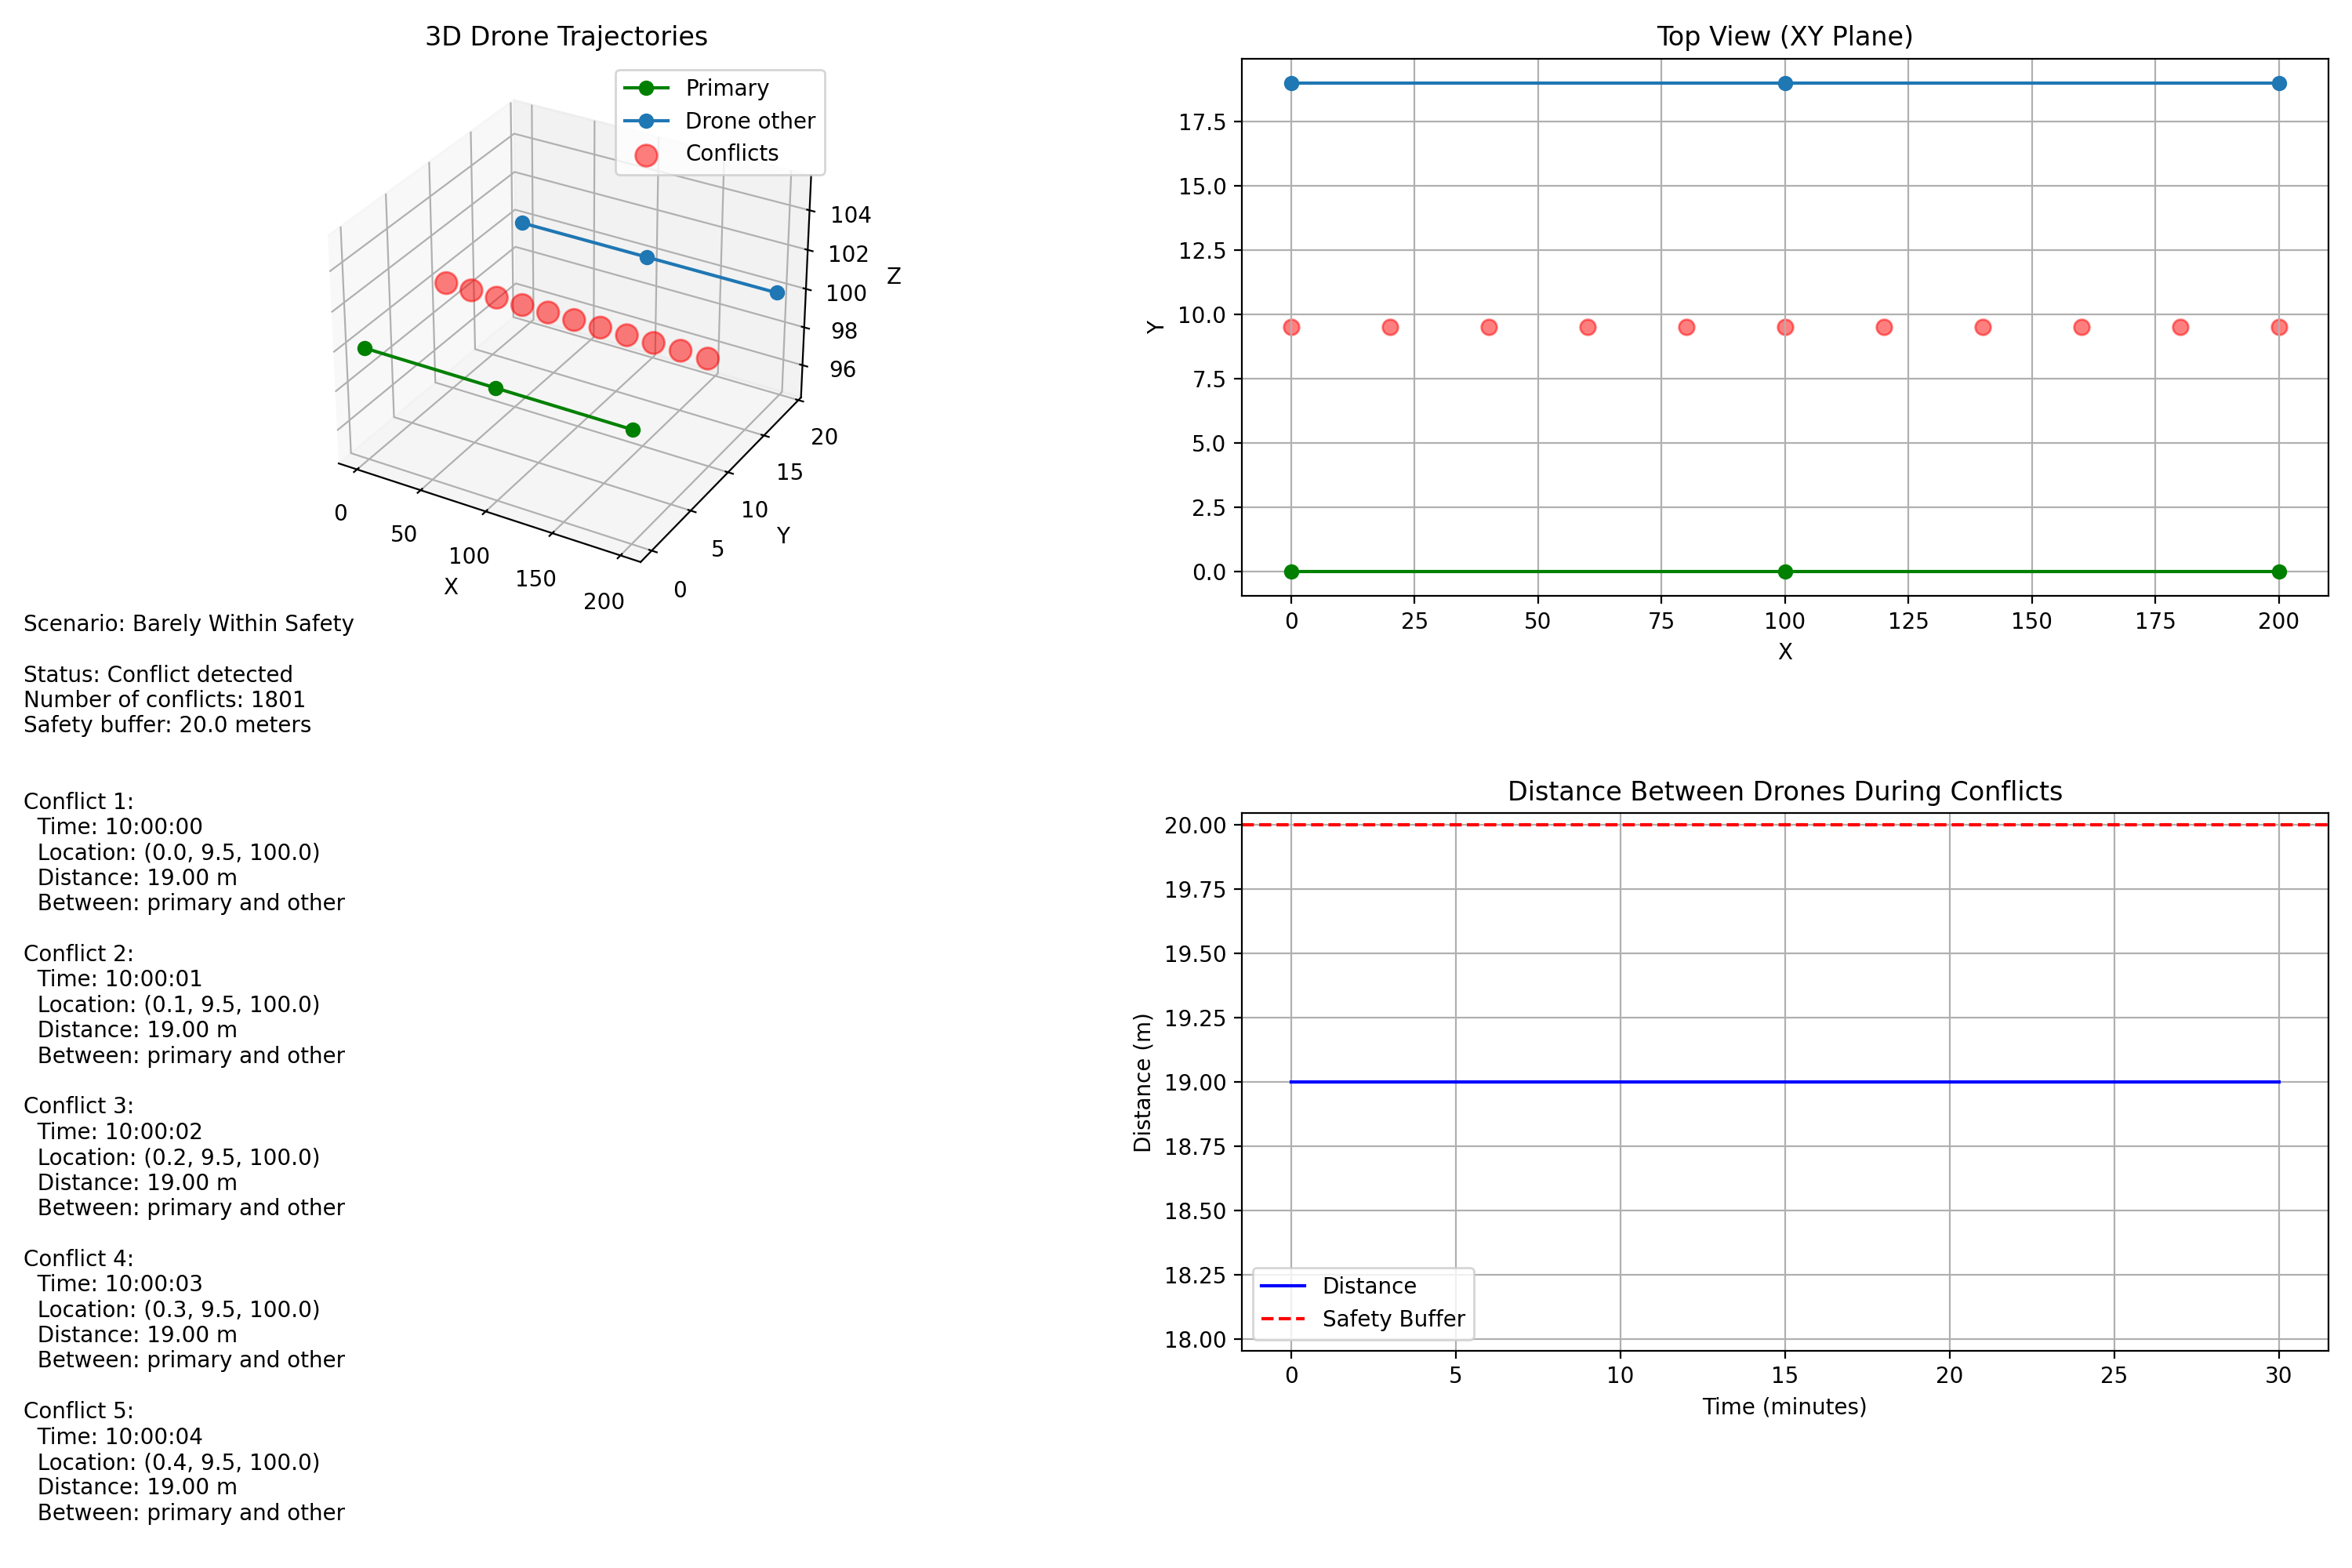 3D Drone Trajectories
Primary
Drone other
Conflicts
104
102
100
98
96
Z
20
15
10
5
0
Y
0
50
100
150
200
X
Top View (XY Plane)
17.5
15.0
12.5
10.0
7.5
5.0
2.5
0.0
Y
0 25 50 75 100 125 150 175 200
X
Scenario: Barely Within Safety
Status: Conflict detected
Number of conflicts: 1801
Safety buffer: 20.0 meters
Conflict 1:
Time: 10:00:00
Location: (0.0, 9.5, 100.0)
Distance: 19.00 m
Between: primary and other
Conflict 2:
Time: 10:00:01
Location: (0.1, 9.5, 100.0)
Distance: 19.00 m
Between: primary and other
Conflict 3:
Time: 10:00:02
Location: (0.2, 9.5, 100.0)
Distance: 19.00 m
Between: primary and other
Conflict 4:
Time: 10:00:03
Location: (0.3, 9.5, 100.0)
Distance: 19.00 m
Between: primary and other
Conflict 5:
Time: 10:00:04
Location: (0.4, 9.5, 100.0)
Distance: 19.00 m
Between: primary and other
Distance Between Drones During Conflicts
20.00
19.75
19.50
19.25
19.00
18.75
18.50
18.25
18.00
Distance (m)
Distance
Safety Buffer
0 5 10 15 20 25 30
Time (minutes)